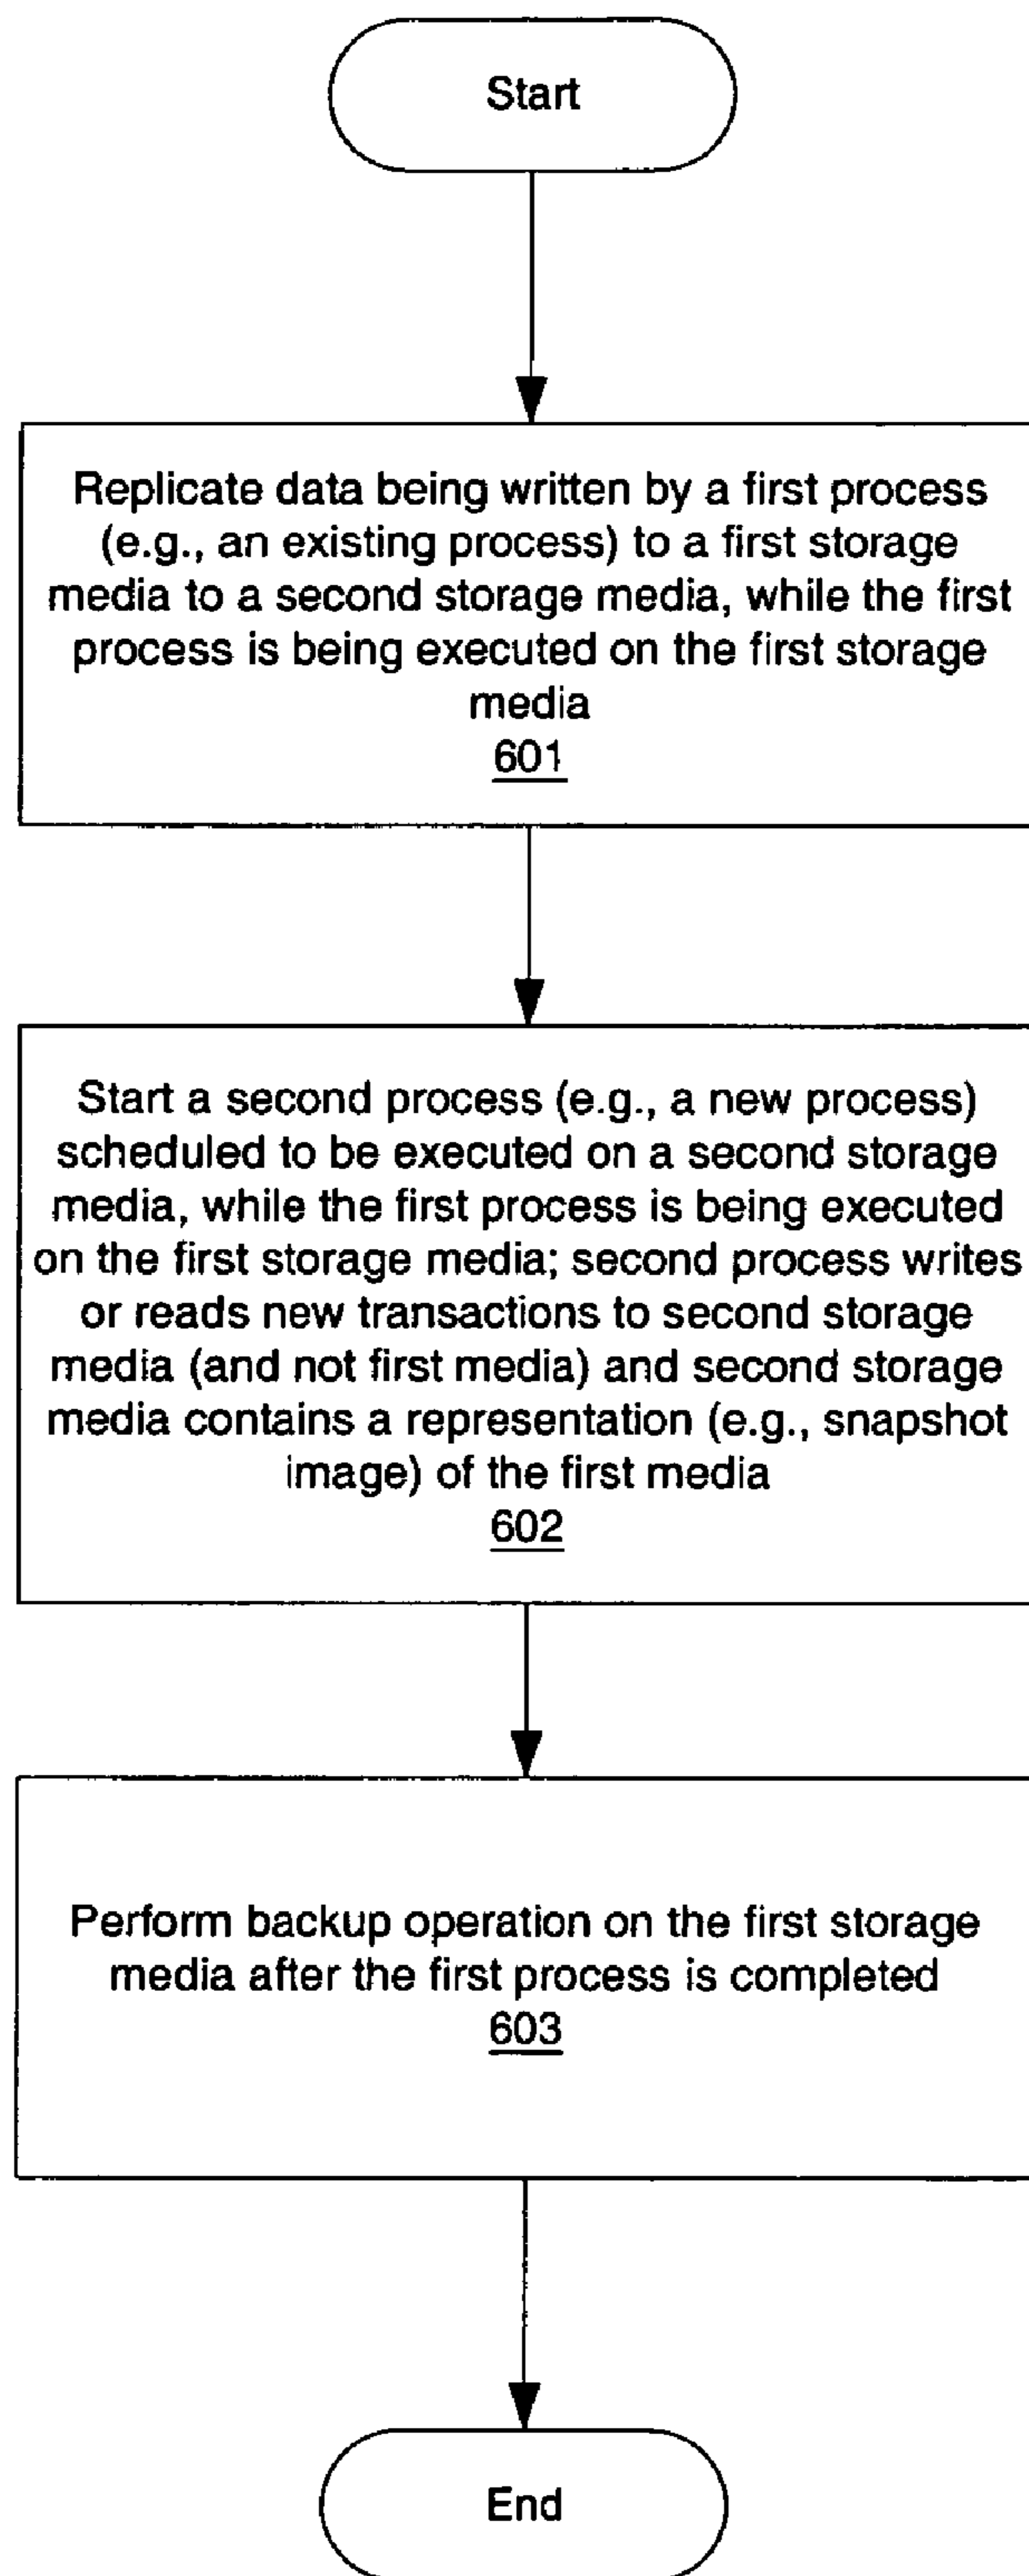 Start
Replicate data being written by a first process
(e.g., an existing process) to a first storage
media to a second storage media, while the first
process is being executed on the first storage
media
601
Start a second process (e.g., a new process)
scheduled to be executed on a second storage
media, while the first process is being executed
on the first storage media; second process writes
or reads new transactions to second storage
media (and not first media) and second storage
media contains a representation (e.g., snapshot
image) of the first media
602
Perform backup operation on the first storage
media after the first process is completed
603
End